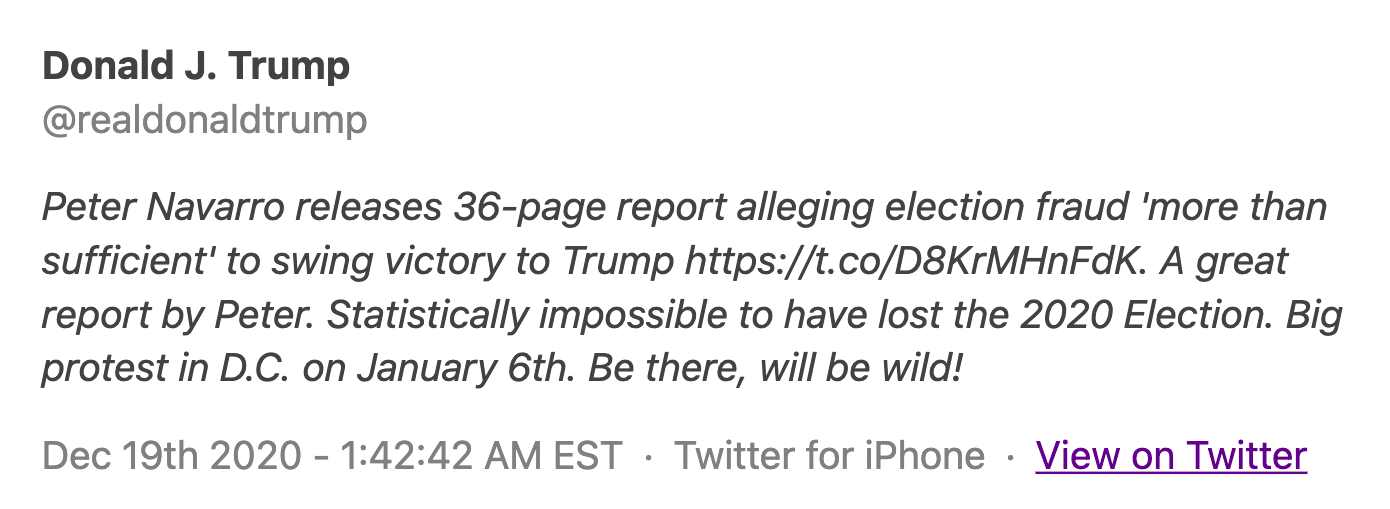 Donald J. Trump
@realdonaldtrump
Peter Navarro releases 36-page report alleging election fraud 'more than
sufficient' to swing victory to Trump https://t.co/D8KrMHnFdK. A great
report by Peter. Statistically impossible to have lost the 2020 Election. Big
protest in D.C. on January 6th. Be there, will be wild!
Dec 19th 2020 - 1:42:42 AM EST · Twitter for iPhone · View on Twitter